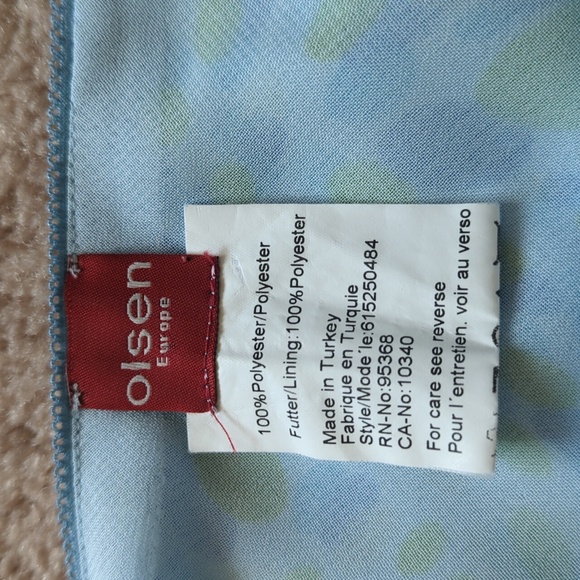 olsen
Europe
100%Polyester/Polyester
Futter/Lining:100%Polyester
Made in Turkey
Fabrique en Turquie
Style/Mode´le:615250484
RN-No:95368
CA-No:10340
For care see reverse
Pour l´entretien. voir au verso